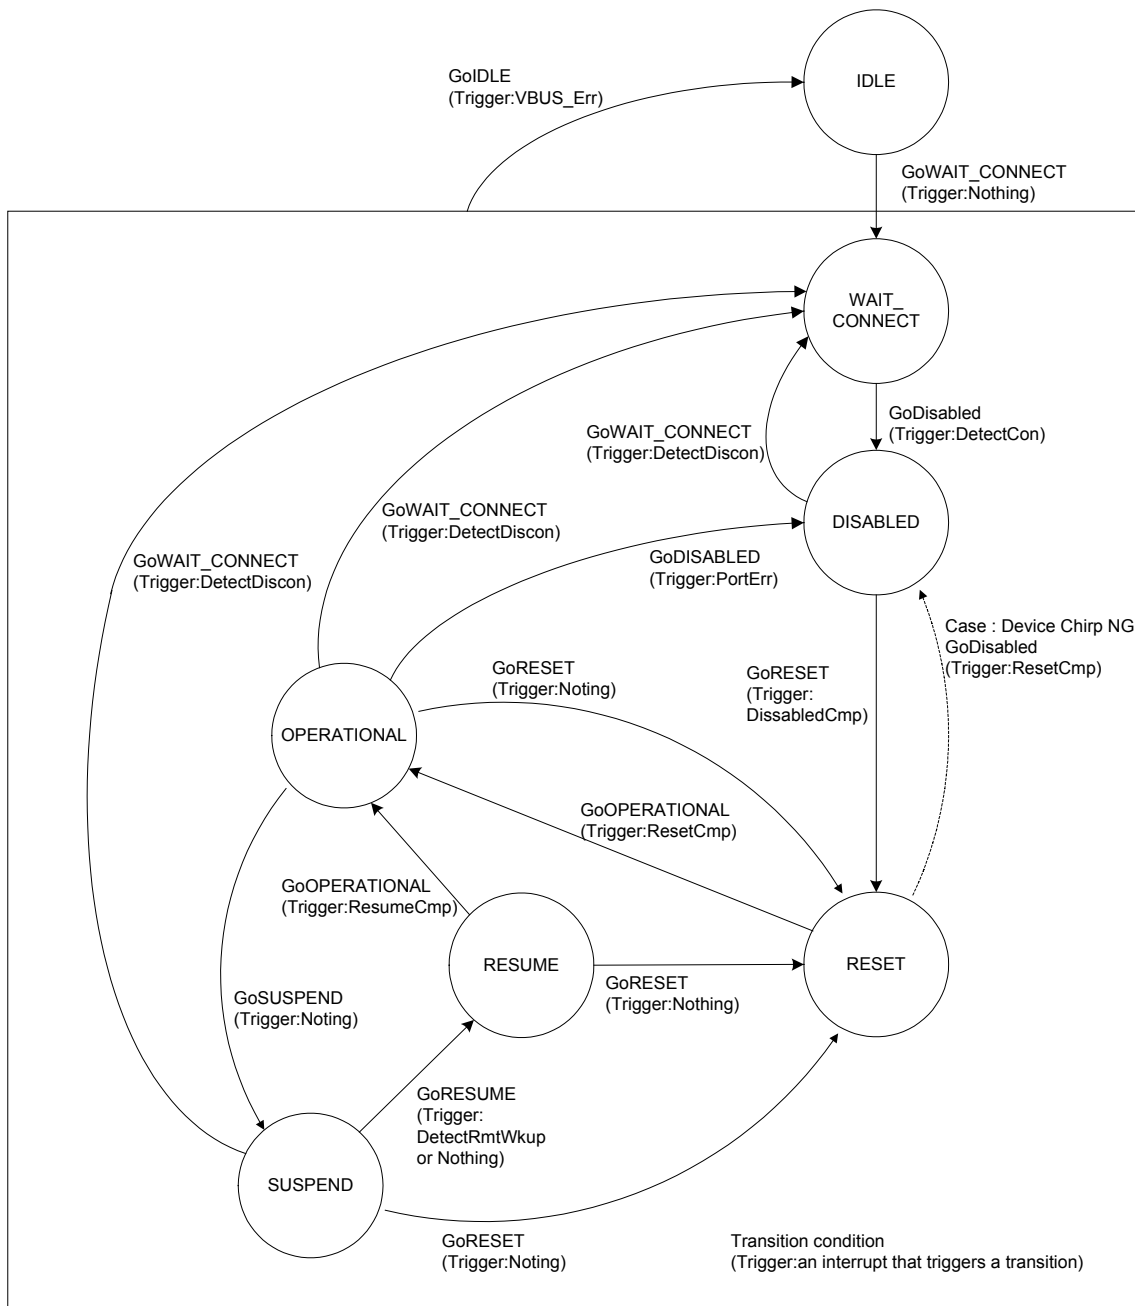 IDLE
GoIDLE
(Trigger:VBUS_Err)
GoWAIT_CONNECT
(Trigger:Nothing)
WAIT_
CONNECT
GoDisabled
(Trigger:DetectCon)
GoWAIT_CONNECT
(Trigger:DetectDiscon)
GoWAIT_CONNECT
(Trigger:DetectDiscon)
DISABLED
GoWAIT_CONNECT
(Trigger:DetectDiscon)
GoDISABLED
(Trigger:PortErr)
Case : Device Chirp NG
GoDisabled
(Trigger:ResetCmp)
GoRESET
(Trigger:Noting)
GoRESET
(Trigger:
DissabledCmp)
OPERATIONAL
GoOPERATIONAL
(Trigger:ResetCmp)
GoOPERATIONAL
(Trigger:ResumeCmp)
RESUME
RESET
GoRESET
(Trigger:Nothing)
GoSUSPEND
(Trigger:Noting)
GoRESUME
(Trigger:
DetectRmtWkup
or Nothing)
SUSPEND
GoRESET
(Trigger:Noting)
Transition condition
(Trigger:an interrupt that triggers a transition)